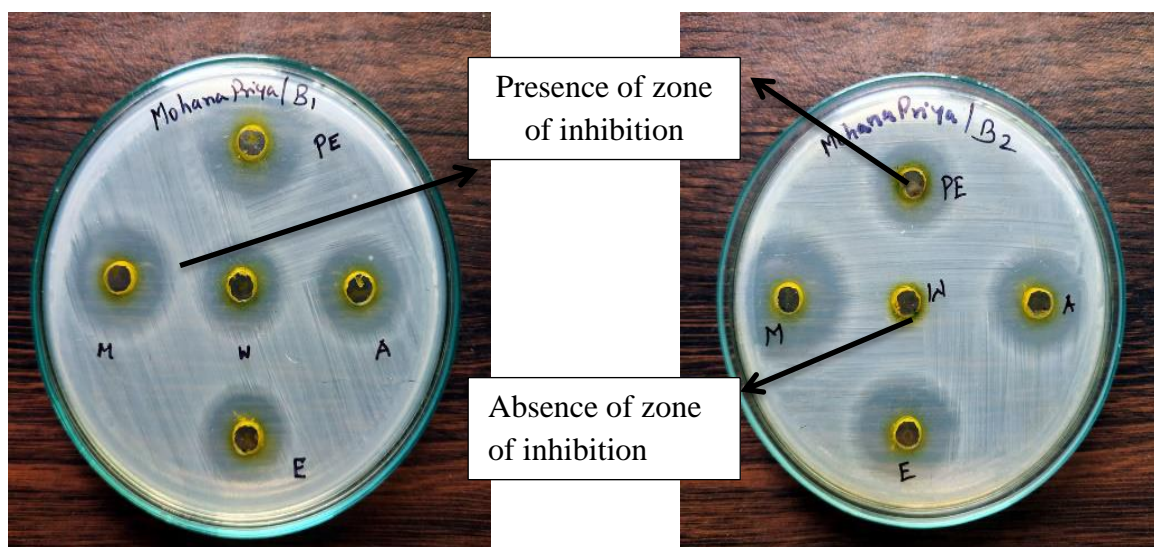 MohanaPriya/B1
PE
M
W
A
E
Presence of zone
of inhibition
Absence of zone
of inhibition
MohanaPriya/B2
PE
M
W
A
E